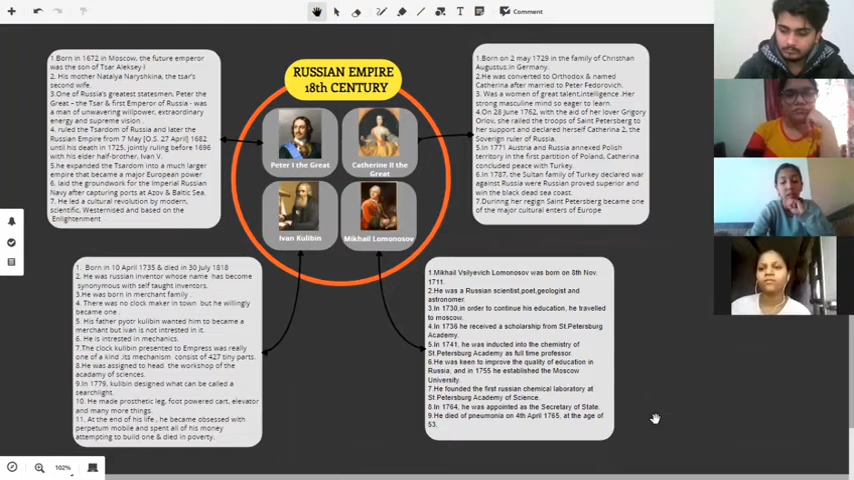 Comment
RUSSIAN EMPIRE
18th CENTURY
Peter I the Great
Catherine II the
Great
Ivan Kulibin
Mikhail Lomonosov
1.Born in 1672 in Moscow, the future emperor
was the son of Tsar Aleksey I
2. His mother Natalya Naryshkina, the tsar's
second wife.
3.One of Russia's greatest statesmen, Peter the
Great – the Tsar & first Emperor of Russia - was
a man of unwavering willpower, extraordinary
energy and supreme vision .
4. ruled the Tsardom of Russia and later the
Russian Empire from 7 May [O.S. 27 April] 1682
until his death in 1725, jointly ruling before 1696
with his elder half-brother, Ivan V.
5.he expanded the Tsardom into a much larger
empire that became a major European power
6. laid the groundwork for the Imperial Russian
Navy after capturing ports at Azov & Baltic Sea.
7. He led a cultural revolution by modern,
scientific, Westernised and based on the
Enlightenment
1.Born on 2 may 1729 in the family of Christhan
Augustus.in Germany.
2.He was converted to Orthodox & named
Catherina after married to Peter Fedorovich.
3. Was a women of great talent,intelligence .Her
strong masculine mind so eager to learn.
4.On 28 June 1762, with the aid of her lover Grigory
Orlov, she railed the troops of Saint Petersburg to
her support and declared herself Catherina 2, the
Soverign ruler of Russia.
5.In 1771 Austria and Russia annexed Polish
territory in the first partition of Poland, Catherina
concluded peace with Turkey.
6.In 1787, the Sultan family of Turkey declared war
against Russia were Russian proved superior and
win the black dead sea coast.
7.During her regign Saint Petersburg became one
of the major cultural enters of Europe
1. Born in 10 April 1735 & died in 30 July 1818
2. He was russian inventor whose name has become
synonymous with self taught inventors.
3.He was born in merchant family .
4. There was no clock maker in town but he willingly
became one .
5. His father pyotr kulibin wanted him to became a
merchant but ivan is not intrested in it.
6. He is intrested in mechanics.
7.The clock kulibin presented to Empress was really
one of a kind ,its mechanism consist of 427 tiny parts.
8.He was assigned to head the workshop of the
acadamy of sciences.
9.In 1779, kulibin designed what can be called a
searchlight.
10. He made prosthetic leg, foot powered cart, elevator
and many more things.
11. At the end of his life , he became obsessed with
perpetum mobile and spent all of his money
attempting to build one & died in poverty.
1.Mikhail Vsilyevich Lomonosov was born on 8th Nov.
1711.
2.He was a Russian scientist,poet,geologist and
astronomer.
3.In 1730,in order to continue his education, he travelled
to moscow.
4.In 1736 he received a scholarship from St.Petersburg
Academy.
5.In 1741, he was inducted into the chemistry of
St.Petersburg Academy as full time professor.
6.He was keen to improve the quality of education in
Russia, and in 1755 he established the Moscow
University.
7.He founded the first russian chemical laboratory at
St.Petersburg Academy of Science.
8.In 1764, he was appointed as the Secretary of State.
9.He died of pneumonia on 4th April 1765, at the age of
53.
102%